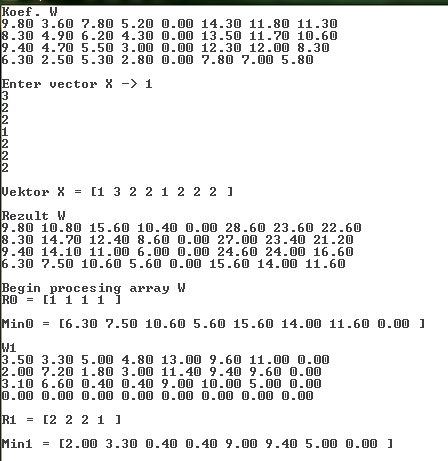 Koef. W
9.80 3.60 7.80 5.20 0.00 14.30 11.80 11.30
8.30 4.90 6.20 4.30 0.00 13.50 11.70 10.60
9.40 4.70 5.50 3.00 0.00 12.30 12.00 8.30
6.30 2.50 5.30 2.80 0.00 7.80 7.00 5.80
Enter vector X -> 1
3
2
2
1
2
2
2
Vektor X = [1 3 2 2 1 2 2 2 ]
Rezult W
9.80 10.80 15.60 10.40 0.00 28.60 23.60 22.60
8.30 14.70 12.40 8.60 0.00 27.00 23.40 21.20
9.40 14.10 11.00 6.00 0.00 24.60 24.00 16.60
6.30 7.50 10.60 5.60 0.00 15.60 14.00 11.60
Begin procesing array W
R0 = [1 1 1 1 ]
Min0 = [6.30 7.50 10.60 5.60 15.60 14.00 11.60 0.00 ]
W1
3.50 3.30 5.00 4.80 13.00 9.60 11.00 0.00
2.00 7.20 1.80 3.00 11.40 9.40 9.60 0.00
3.10 6.60 0.40 0.40 9.00 10.00 5.00 0.00
0.00 0.00 0.00 0.00 0.00 0.00 0.00 0.00
R1 = [2 2 2 1 ]
Min1 = [2.00 3.30 0.40 0.40 9.00 9.40 5.00 0.00 ]